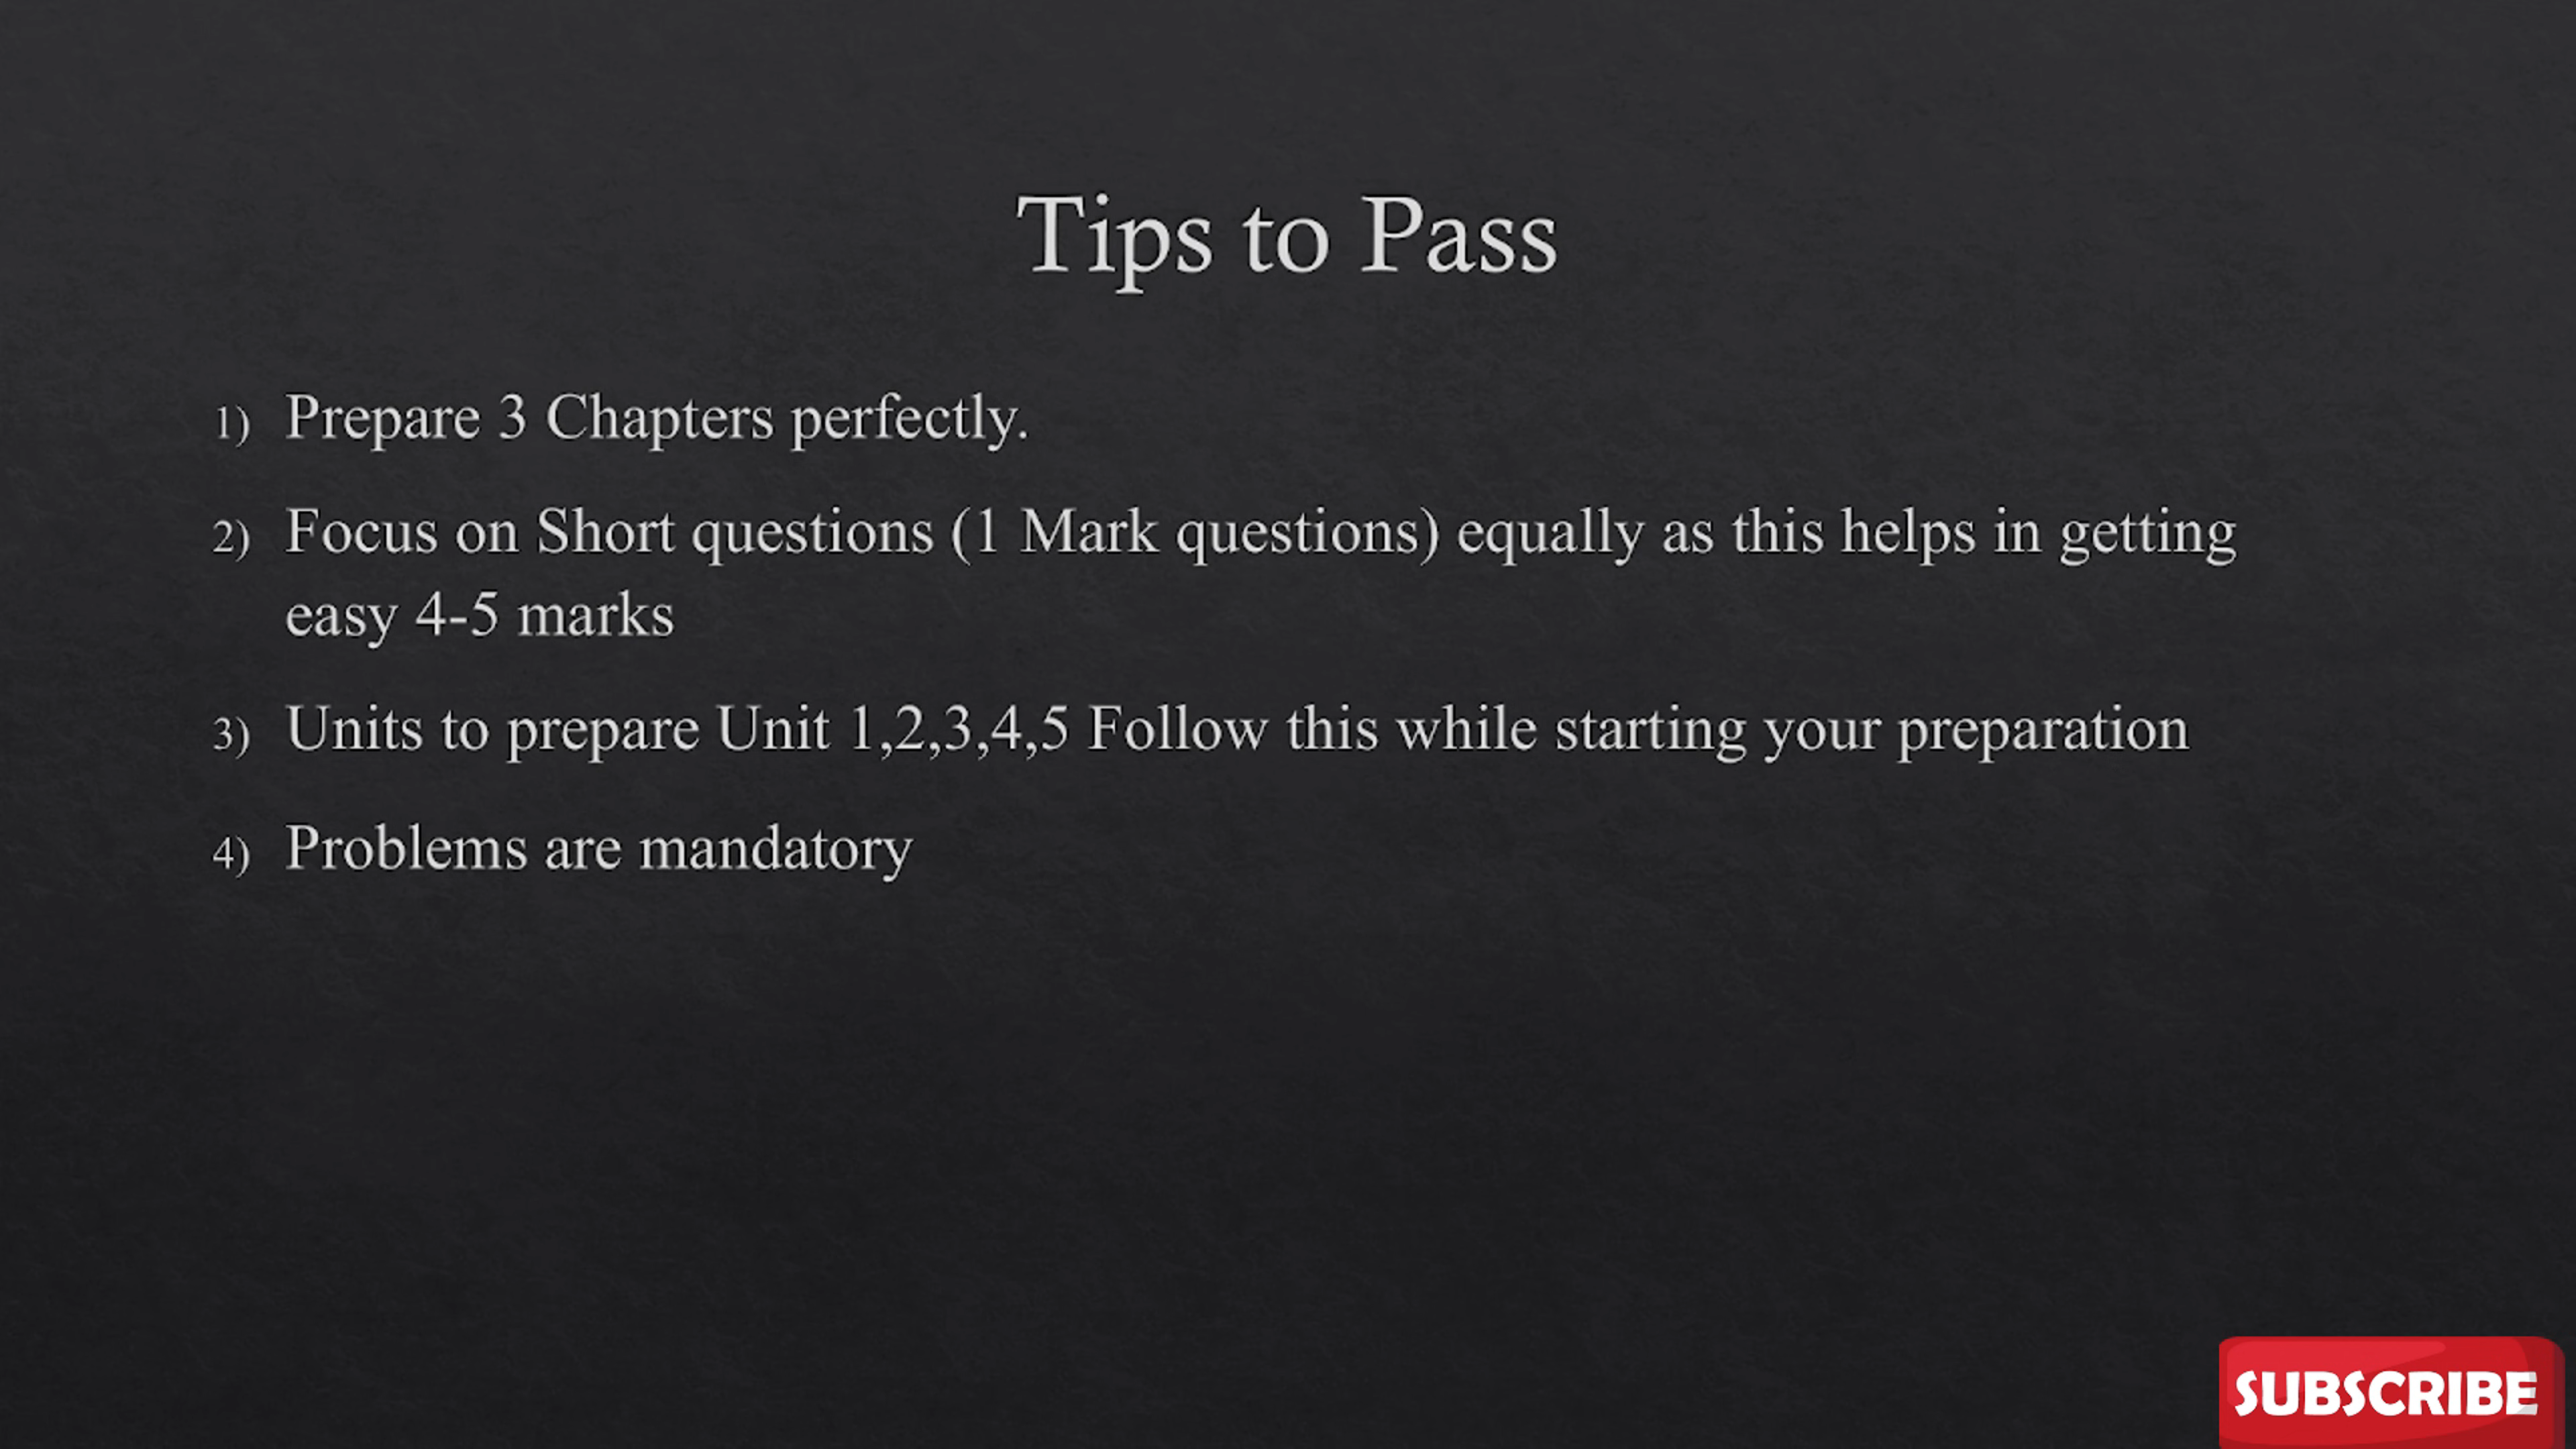 Tips to Pass
1) Prepare 3 Chapters perfectly.
2) Focus on Short questions (1 Mark questions) equally as this helps in getting
easy 4-5 marks
3) Units to prepare Unit 1,2,3,4,5 Follow this while starting your preparation
4) Problems are mandatory
SUBSCRIBE